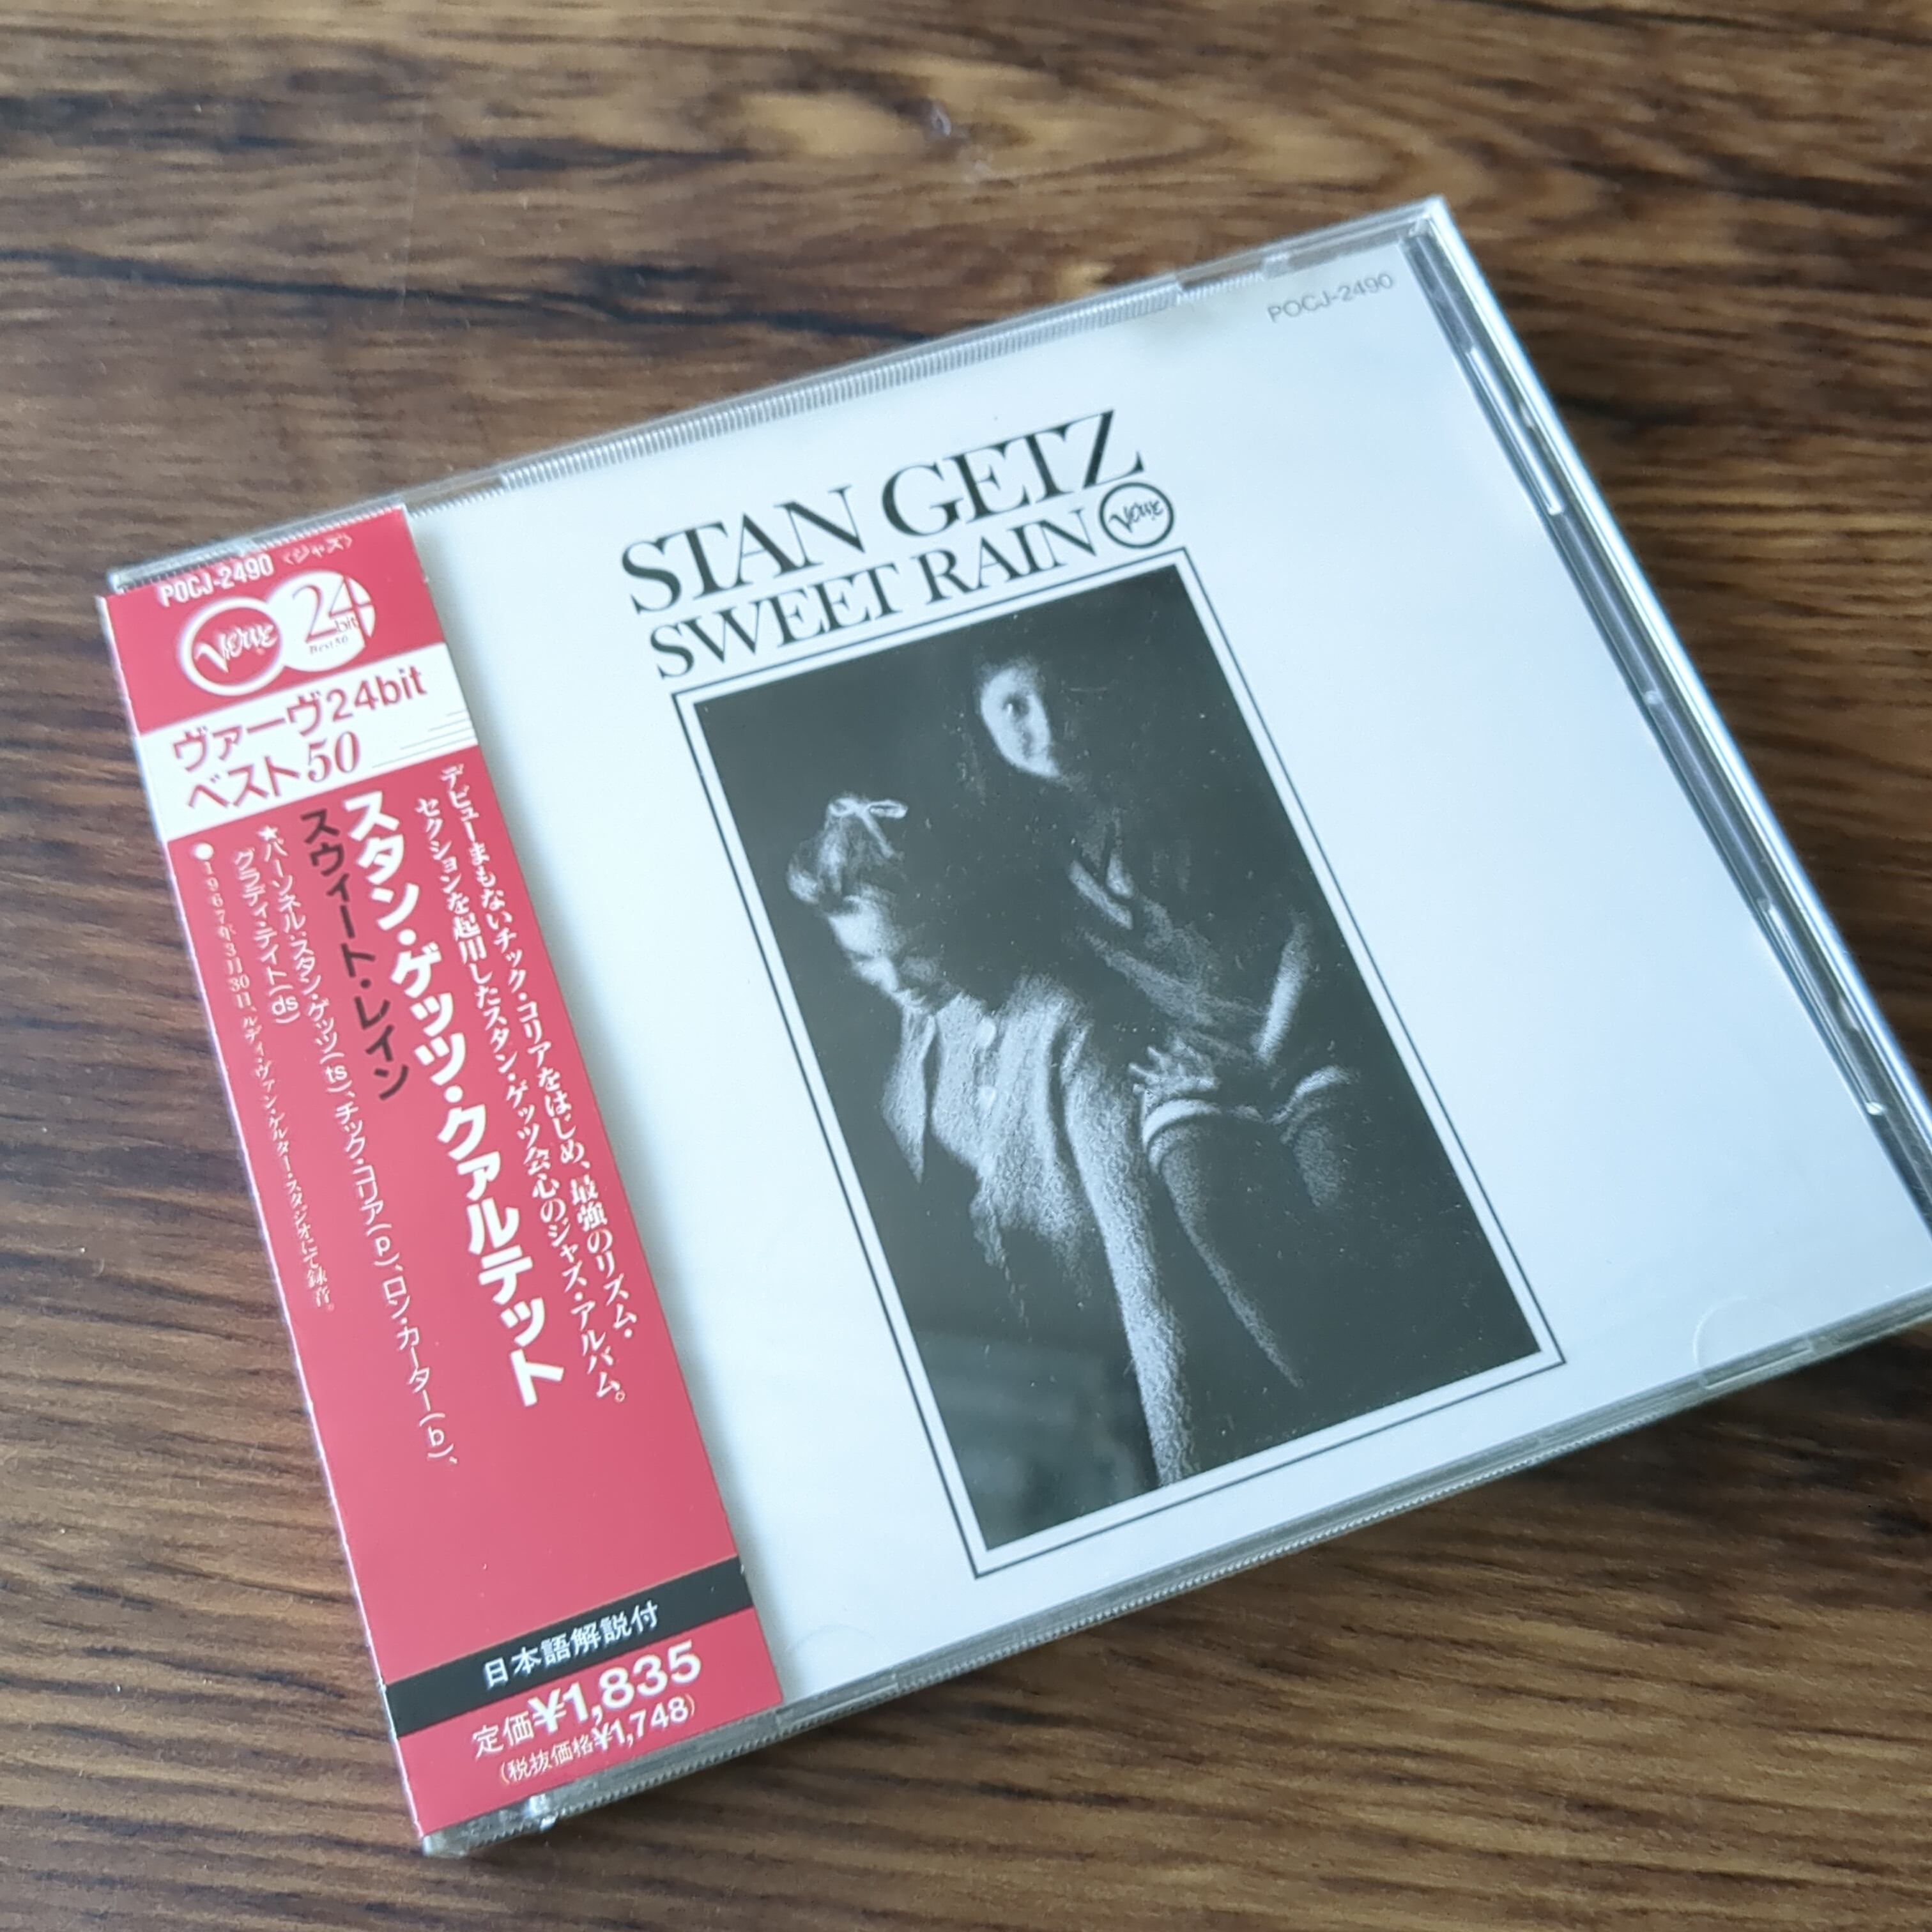 POCJ-2490 〈ジャズ〉
Verve
24
bit
Best 50
ヴァーヴ24bit
ベスト50
デビューまもないチック・コリアをはじめ、最強のリズム・
セクションを起用したスタン・ゲッツ会心のジャズ・アルバム。
スタン・ゲッツ・クァルテット
スウィート・レイン
★パーソネル:スタン・ゲッツ(ts)、チック・コリア(p)、ロン・カーター(b)、
グラディ・テイト(ds)
●1967年3月30日、ルディ・ヴァン・ゲルダー・スタジオにて録音。
日本語解説付
定価¥1,835
(税抜価格¥1,748)
POCJ-2490
STAN GETZ
SWEET RAIN
Verve